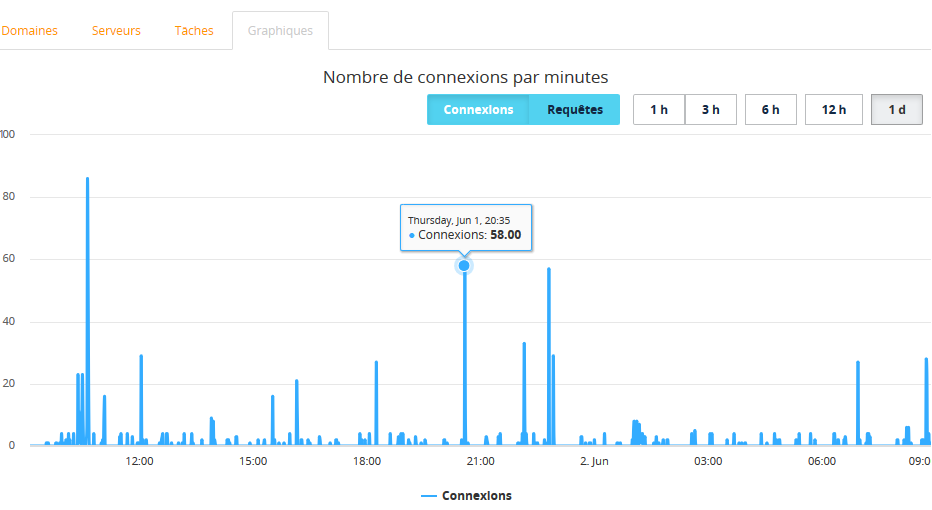 Domaines Serveurs Tâches Graphiques
Nombre de connexions par minutes
Connexions Requêtes 1 h 3 h 6 h 12 h 1 d
100
80
Thursday, Jun 1, 20:35
● Connexions: 58.00
60
40
20
0
12:00 15:00 18:00 21:00 2. Jun 03:00 06:00 09:0
Connexions